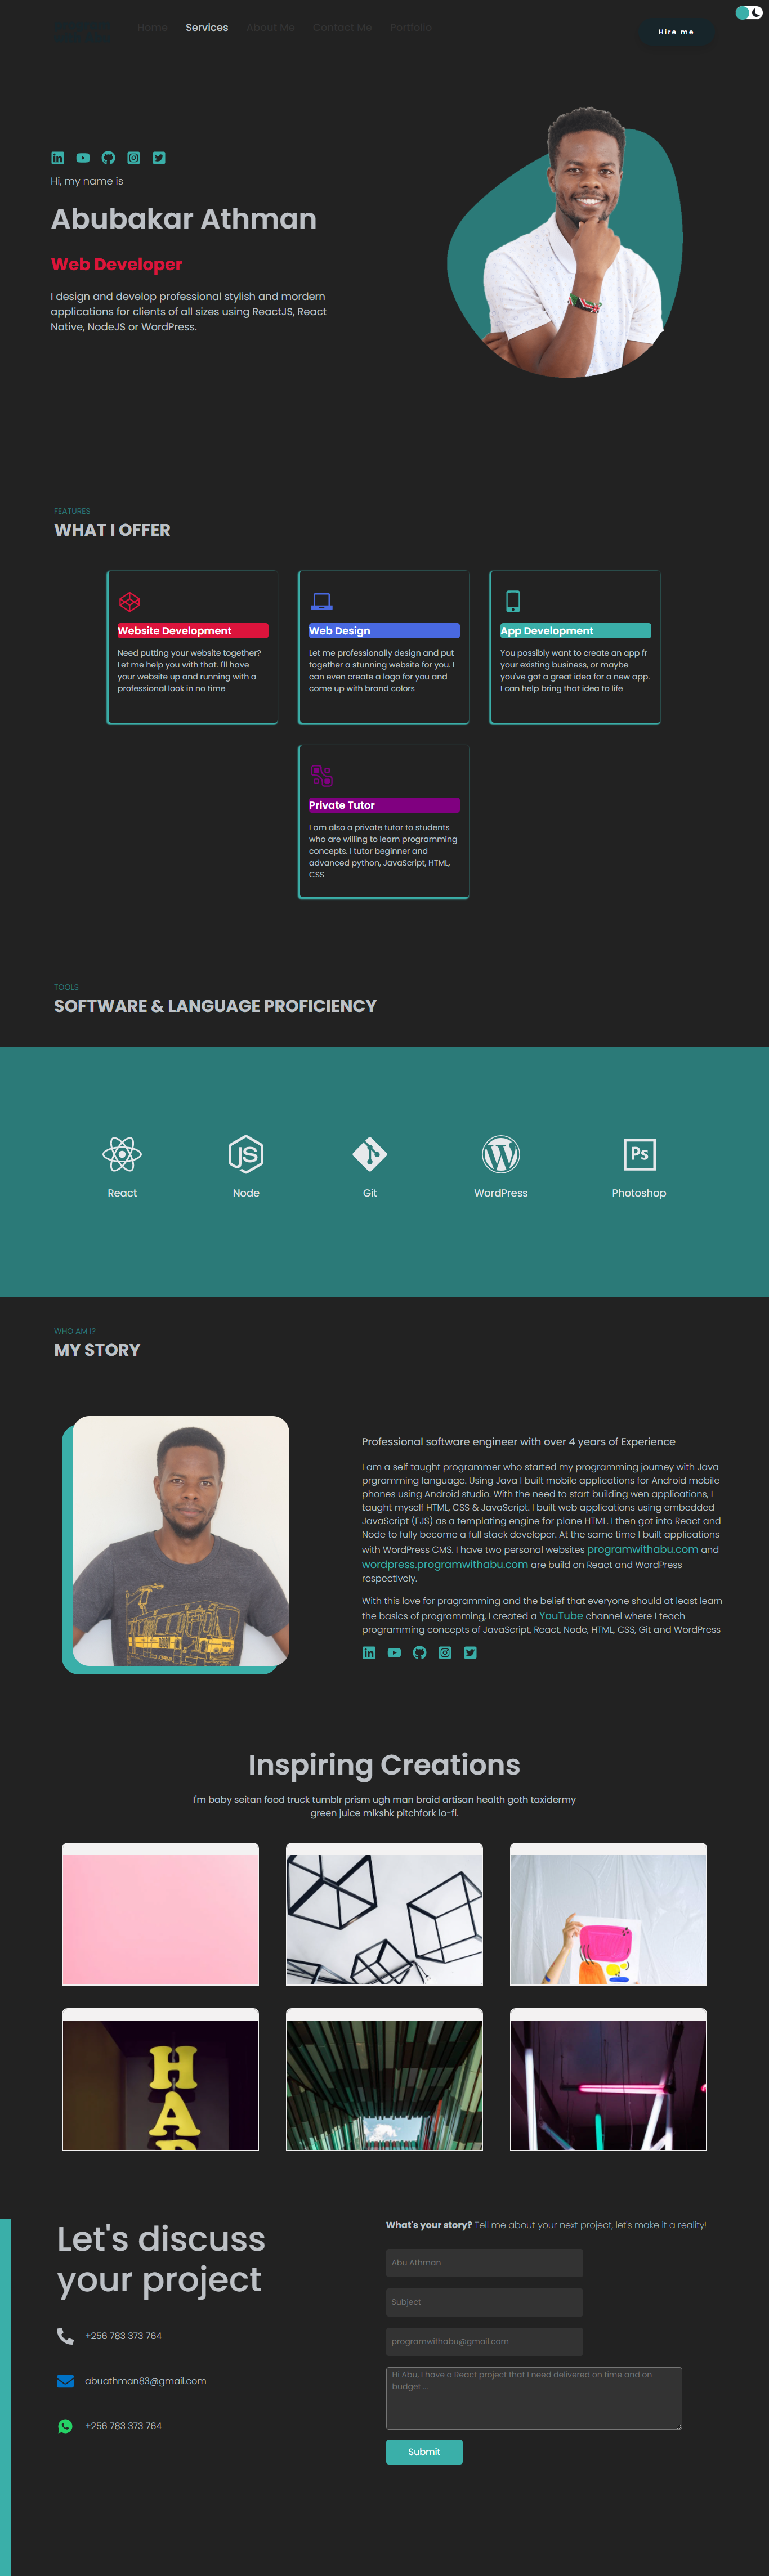 Home Services About Me Contact Me Portfolio
Hire me
Hi, my name is
Abubakar Athman
Web Developer
I design and develop professional stylish and mordern
applications for clients of all sizes using ReactJS, React
Native, NodeJS or WordPress.
FEATURES
WHAT I OFFER
Website Development
Need putting your website together?
Let me help you with that. I'll have
your website up and running with a
professional look in no time
Web Design
Let me professionally design and put
together a stunning website for you. I
can even create a logo for you and
come up with brand colors
App Development
You possibly want to create an app fr
your existing business, or maybe
you've got a great idea for a new app.
I can help bring that idea to life
Private Tutor
I am also a private tutor to students
who are willing to learn programming
concepts. I tutor beginner and
advanced python, JavaScript, HTML,
CSS
TOOLS
SOFTWARE & LANGUAGE PROFICIENCY
JS
Ps
React
Node
Git
WordPress
Photoshop
WHO AM I?
MY STORY
Professional software engineer with over 4 years of Experience
I am a self taught programmer who started my programming journey with Java
prgramming language. Using Java I built mobile applications for Android mobile
phones using Android studio. With the need to start building wen applications, I
taught myself HTML, CSS & JavaScript. I built web applications using embedded
JavaScript (EJS) as a templating engine for plane HTML. I then got into React and
Node to fully become a full stack developer. At the same time I built applications
with WordPress CMS. I have two personal websites programwithabu.com and
wordpress.programwithabu.com are build on React and WordPress
respectively.
With this love for pragramming and the belief that everyone should at least learn
the basics of programming, I created a YouTube channel where I teach
programming concepts of JavaScript, React, Node, HTML, CSS, Git and WordPress
Inspiring Creations
I'm baby seitan food truck tumblr prism ugh man braid artisan health goth taxidermy
green juice mlkshk pitchfork lo-fi.
HA
Let's discuss
your project
+256 783 373 764
abuathman83@gmail.com
+256 783 373 764
What's your story? Tell me about your next project, let's make it a reality!
Abu Athman
Subject
programwithabu@gmail.com
Hi Abu, I have a React project that I need delivered on time and on
budget ...
Submit